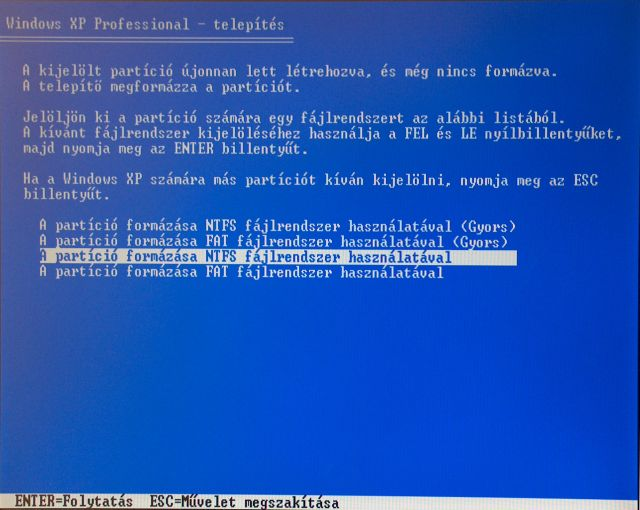 Windows XP Professional - telepítés
A kijelölt partíció újonnan lett létrehozva, és még nincs formázva.
A telepítő megformázza a partíciót.
Jelöljön ki a partíció számára egy fájlrendszert az alábbi listából.
A kívánt fájlrendszer kijelöléséhez használja a FEL és LE nyílbillentyűket,
majd nyomja meg az ENTER billentyűt.
Ha a Windows XP számára más partíciót kíván kijelölni, nyomja meg az ESC
billentyűt.
A partíció formázása NTFS fájlrendszer használatával (Gyors)
A partíció formázása FAT fájlrendszer használatával (Gyors)
A partíció formázása NTFS fájlrendszer használatával
A partíció formázása FAT fájlrendszer használatával
ENTER=Folytatás ESC=Művelet megszakítása